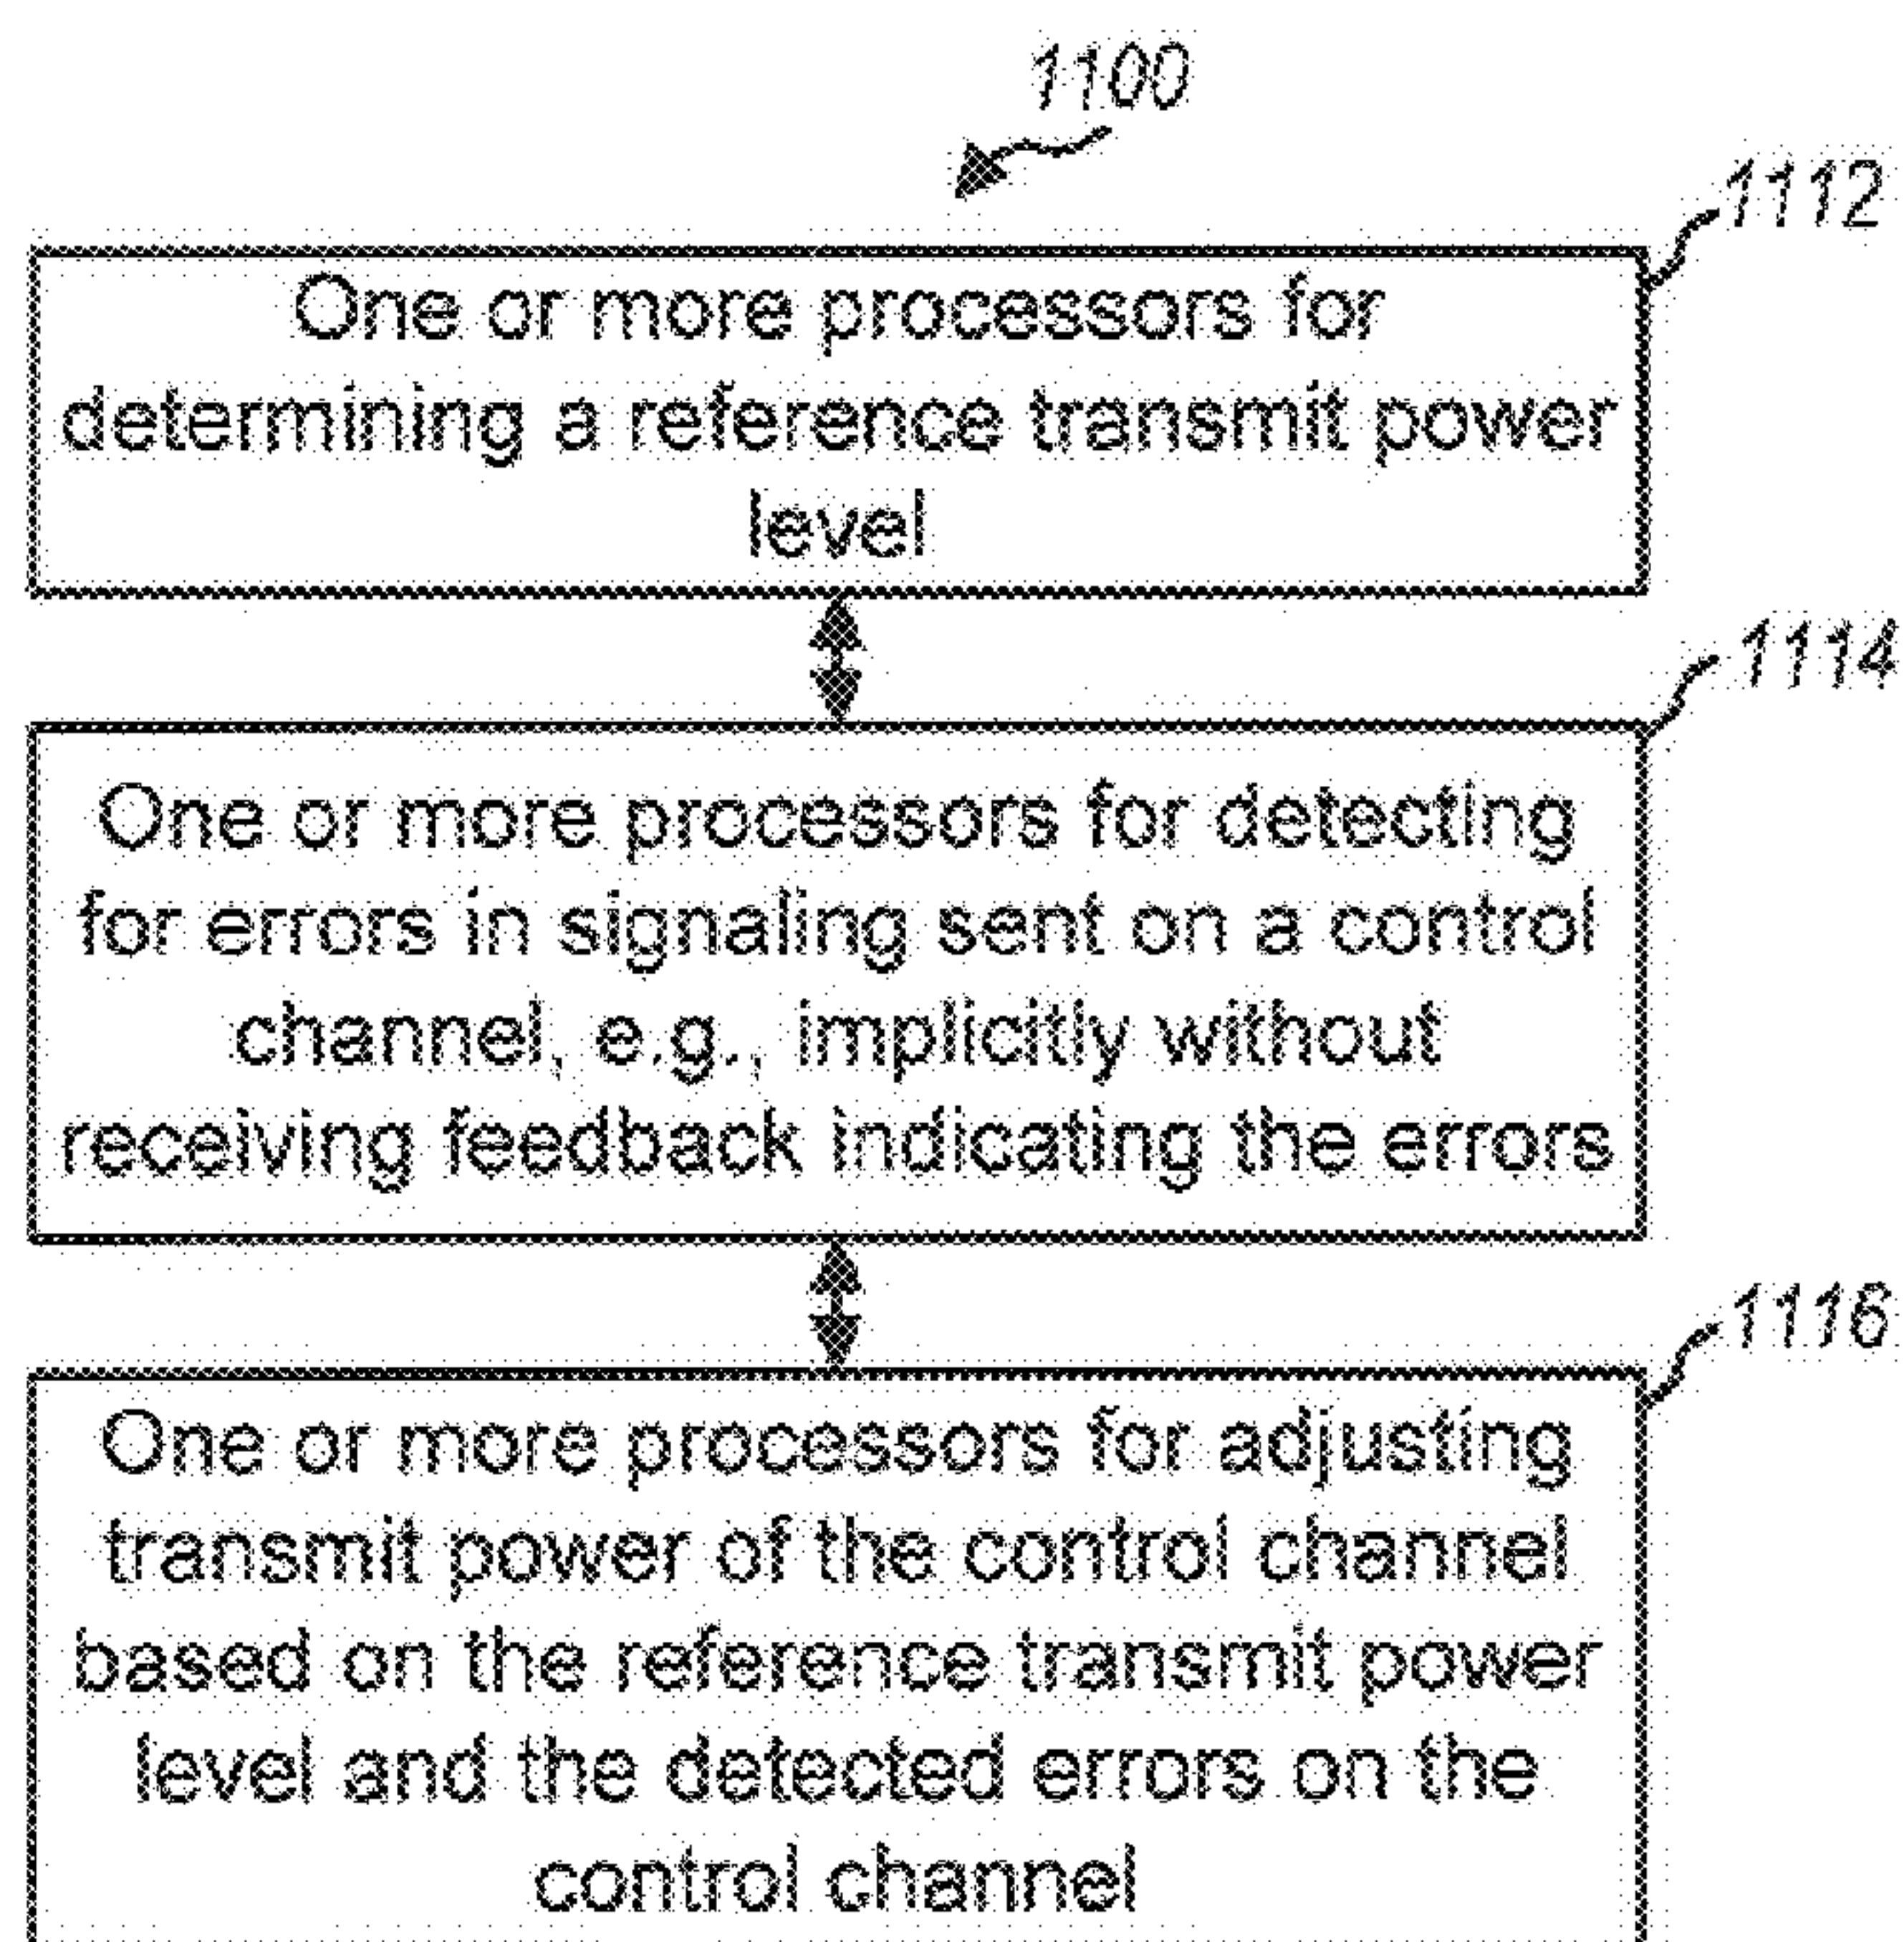 1100
1112
One or more processors for
determining a reference transmit power
level
1114
One or more processors for detecting
for errors in signaling sent on a control
channel, e.g., implicitly without
receiving feedback indicating the errors
1116
One or more processors for adjusting
transmit power of the control channel
based on the reference transmit power
level and the detected errors on the
control channel